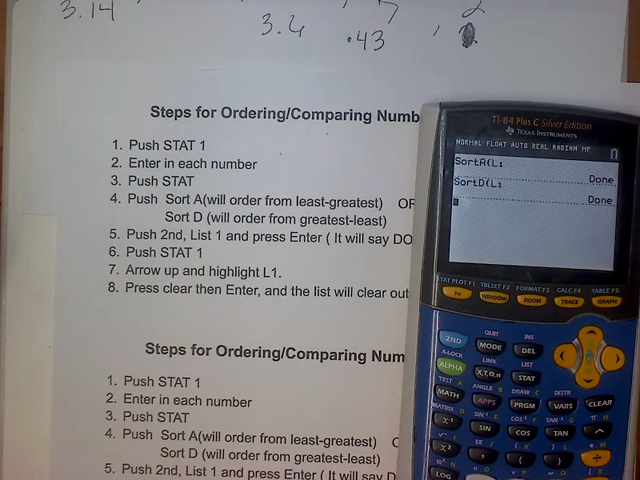 3.14
7
2
3.6 .43 ,
Steps for Ordering/Comparing Numb
1. Push STAT 1
2. Enter in each number
3. Push STAT
4. Push Sort A(will order from least-greatest) OR
Sort D (will order from greatest-least)
5. Push 2nd, List 1 and press Enter ( It will say DO
6. Push STAT 1
7. Arrow up and highlight L1.
8. Press clear then Enter, and the list will clear out
Steps for Ordering/Comparing Num
1. Push STAT 1
2. Enter in each number
3. Push STAT
4. Push Sort A(will order from least-greatest) O
Sort D (will order from greatest-least)
5. Push 2nd, List 1 and press Enter ( It will say D
TI-84 Plus C Silver Edition
TEXAS INSTRUMENTS
NORMAL FLOAT AUTO REAL RADIAN MP
SortA(L₁
Done
SortD(L₁
Done
STAT PLOT F1 TBLSET F2 FORMAT F3 CALC F4 TABLE F5
Y= WINDOW ZOOM TRACE GRAPH
QUIT INS
2ND MODE DEL
A-LOCK LINK LIST
ALPHA X,T,θ,n STAT
TEST A ANGLE B DRAW C DISTR
MATH APPS PRGM VARS CLEAR
MATRIX D SIN⁻¹ E COS⁻¹ F TAN⁻¹ G π H
x⁻¹ SIN COS TAN ^
√ I EE J { K } L e M
x² , ( ) ÷
10ˣ N
LOG